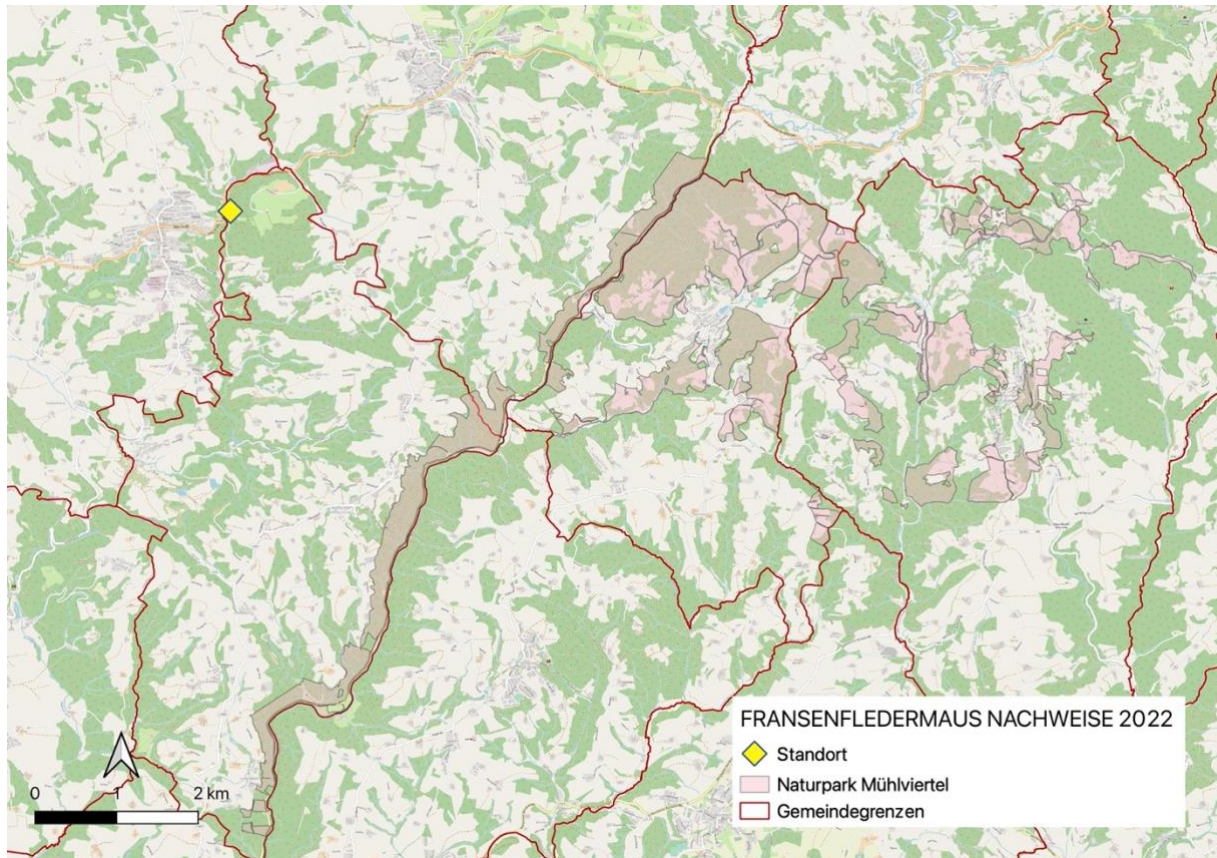 FRANSENFLEDERMAUS NACHWEISE 2022
Standort
Naturpark Mühlviertel
Gemeindegrenzen
0 1 2 km